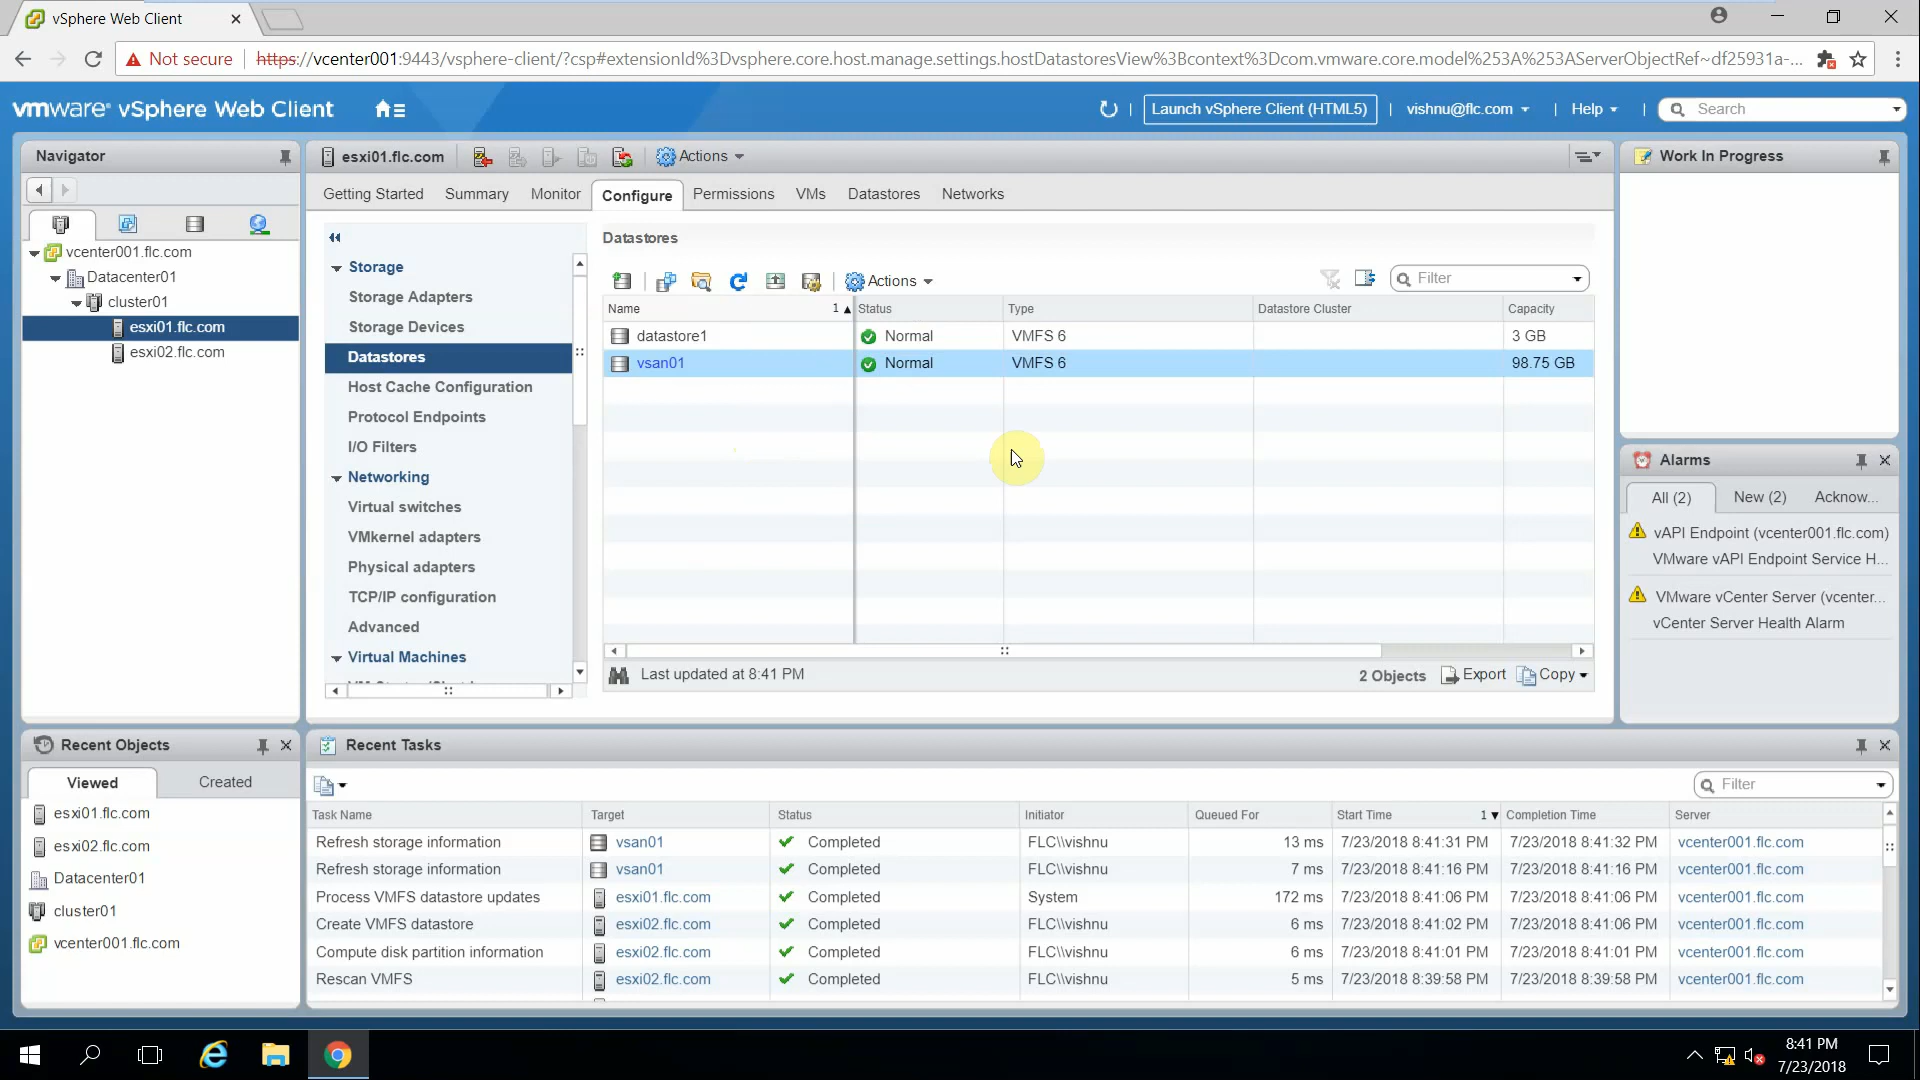 vSphere Web Client
Not secure https://vcenter001:9443/vsphere-client/?csp#extensionId%3Dvsphere.core.host.manage.settings.hostDatastoresView%3Bcontext%3Dcom.vmware.core.model%253A%253AServerObjectRef~df25931a-...
vmware® vSphere Web Client
Launch vSphere Client (HTML5)
vishnu@flc.com
Help
Search
Navigator
vcenter001.flc.com
Datacenter01
cluster01
esxi01.flc.com
esxi02.flc.com
esxi01.flc.com
Actions
Getting Started Summary Monitor Configure Permissions VMs Datastores Networks
Storage
Storage Adapters
Storage Devices
Datastores
Host Cache Configuration
Protocol Endpoints
I/O Filters
Networking
Virtual switches
VMkernel adapters
Physical adapters
TCP/IP configuration
Advanced
Virtual Machines
Datastores
Actions
Filter
Name 1 Status Type Datastore Cluster Capacity
datastore1 Normal VMFS 6 3 GB
vsan01 Normal VMFS 6 98.75 GB
Last updated at 8:41 PM
2 Objects Export Copy
Work In Progress
Alarms
All (2) New (2) Acknow...
vAPI Endpoint (vcenter001.flc.com)
VMware vAPI Endpoint Service H...
VMware vCenter Server (vcenter...
vCenter Server Health Alarm
Recent Objects
Viewed Created
esxi01.flc.com
esxi02.flc.com
Datacenter01
cluster01
vcenter001.flc.com
Recent Tasks
Filter
Task Name Target Status Initiator Queued For Start Time 1 Completion Time Server
Refresh storage information vsan01 Completed FLC\\vishnu 13 ms 7/23/2018 8:41:31 PM 7/23/2018 8:41:32 PM vcenter001.flc.com
Refresh storage information vsan01 Completed FLC\\vishnu 7 ms 7/23/2018 8:41:16 PM 7/23/2018 8:41:16 PM vcenter001.flc.com
Process VMFS datastore updates esxi01.flc.com Completed System 172 ms 7/23/2018 8:41:06 PM 7/23/2018 8:41:06 PM vcenter001.flc.com
Create VMFS datastore esxi02.flc.com Completed FLC\\vishnu 6 ms 7/23/2018 8:41:02 PM 7/23/2018 8:41:06 PM vcenter001.flc.com
Compute disk partition information esxi02.flc.com Completed FLC\\vishnu 6 ms 7/23/2018 8:41:01 PM 7/23/2018 8:41:01 PM vcenter001.flc.com
Rescan VMFS esxi02.flc.com Completed FLC\\vishnu 5 ms 7/23/2018 8:39:58 PM 7/23/2018 8:39:58 PM vcenter001.flc.com
8:41 PM
7/23/2018